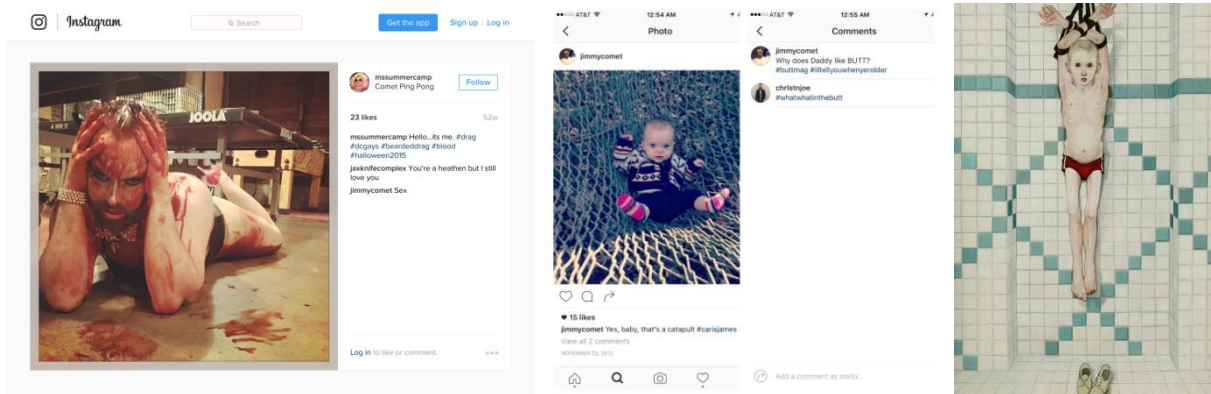 Instagram
Search
Get the app
Sign up
Log in
JOOLA
mssummercamp
Comet Ping Pong
Follow
23 likes
52w
mssummercamp Hello...its me. #drag
#dcgays #beardeddrag #blood
#halloween2015
jaxknifecomplex You're a heathen but I still
love you
jimmycomet Sex
Log in to like or comment.
AT&T
12:54 AM
Photo
jimmycomet
15 likes
jimmycomet Yes, baby, that's a catapult #carisjames
View all 2 comments
NOVEMBER 23, 2012
AT&T
12:55 AM
Comments
jimmycomet
Why does Daddy like BUTT?
#buttmag #illtellyouwhenyerolder
christnjoe
#whatwhatinthebutt
Add a comment as stello...